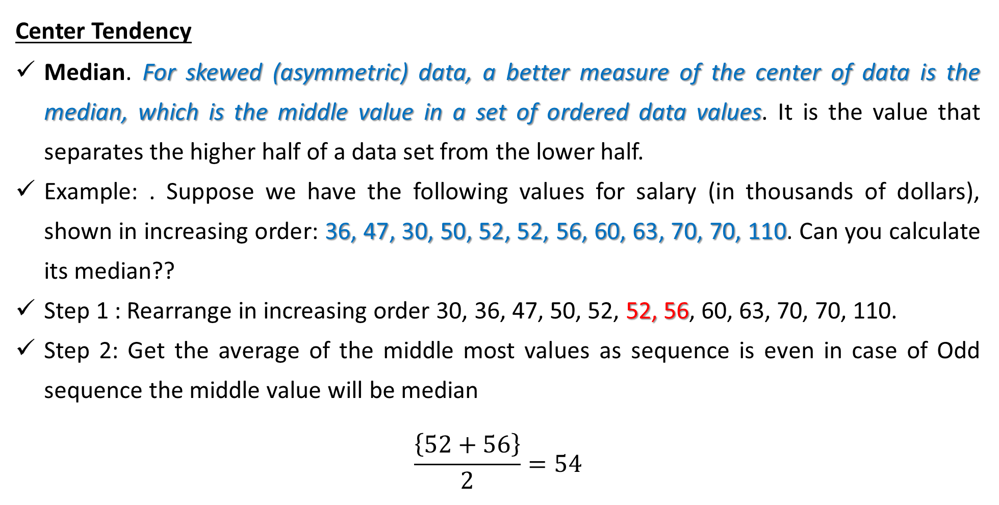 Center Tendency
✓ Median. For skewed (asymmetric) data, a better measure of the center of data is the
median, which is the middle value in a set of ordered data values. It is the value that
separates the higher half of a data set from the lower half.
✓ Example: . Suppose we have the following values for salary (in thousands of dollars),
shown in increasing order: 36, 47, 30, 50, 52, 52, 56, 60, 63, 70, 70, 110. Can you calculate
its median??
✓ Step 1 : Rearrange in increasing order 30, 36, 47, 50, 52, 52, 56, 60, 63, 70, 70, 110.
✓ Step 2: Get the average of the middle most values as sequence is even in case of Odd
sequence the middle value will be median
{52 + 56}
= 54
2